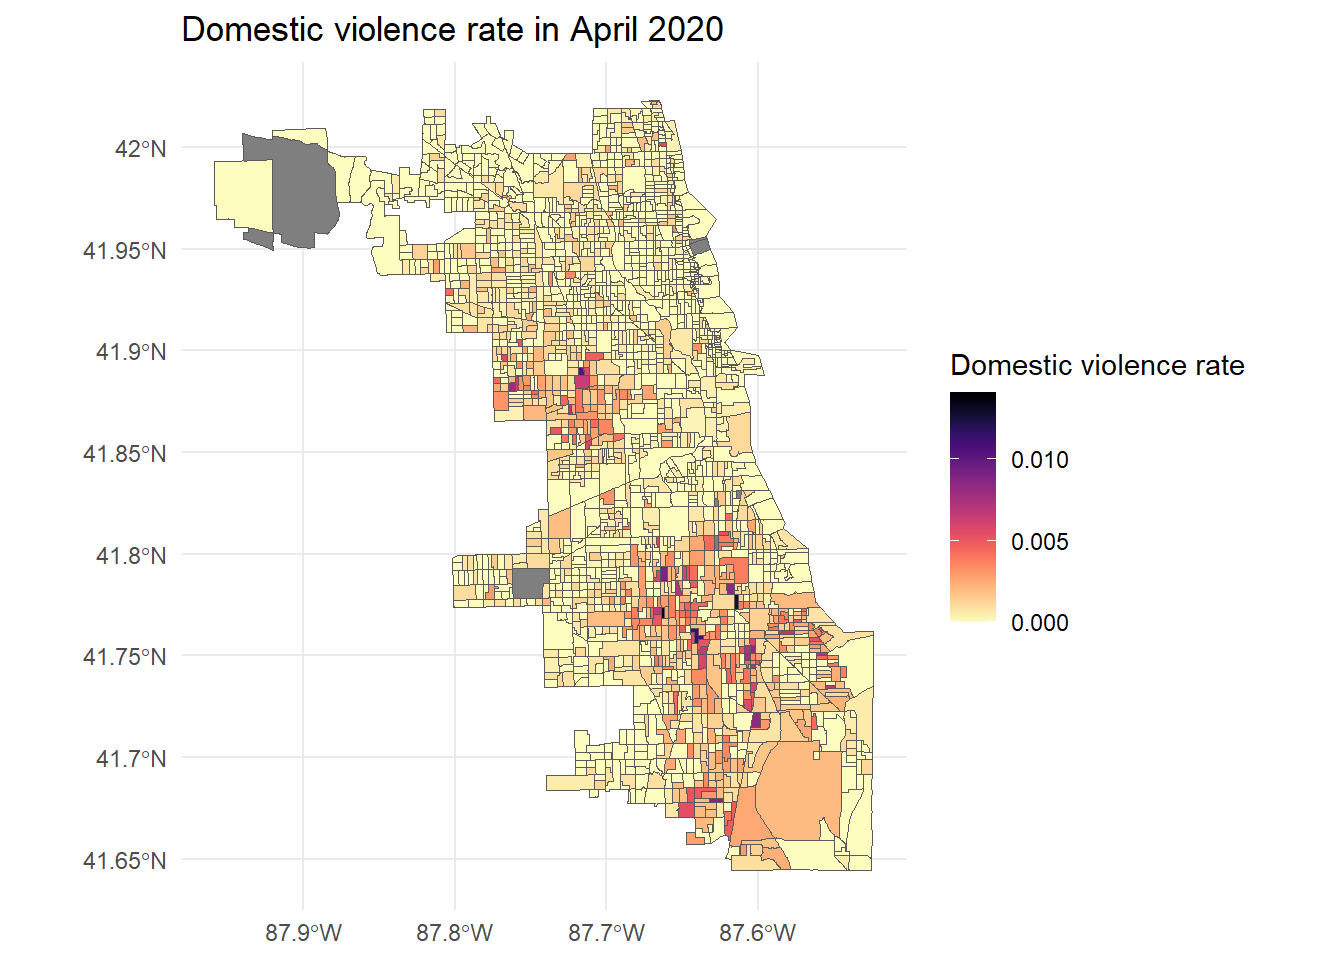 Domestic violence rate in April 2020
42°N
41.95°N
41.9°N
41.85°N
41.8°N
41.75°N
41.7°N
41.65°N
87.9°W
87.8°W
87.7°W
87.6°W
Domestic violence rate
0.010
0.005
0.000